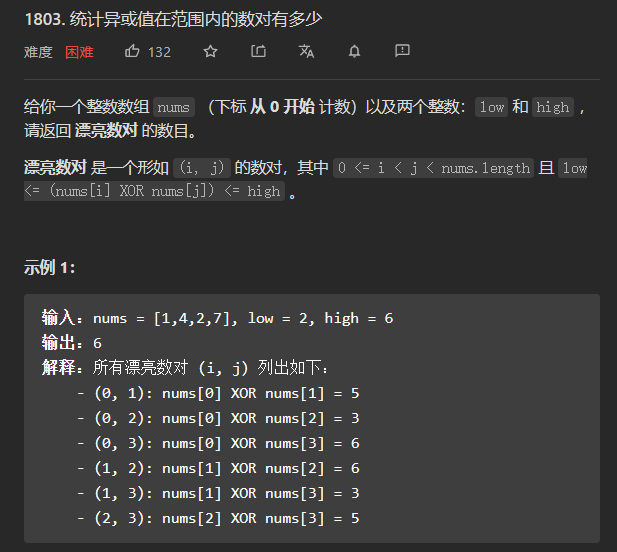 1803. 统计异或值在范围内的数对有多少
难度 困难 132
给你一个整数数组 nums （下标 从 0 开始 计数）以及两个整数：low 和 high ，
请返回 漂亮数对 的数目。
漂亮数对 是一个形如 (i, j) 的数对，其中 0 <= i < j < nums.length 且 low
<= (nums[i] XOR nums[j]) <= high 。
示例 1：
输入：nums = [1,4,2,7], low = 2, high = 6
输出：6
解释：所有漂亮数对 (i, j) 列出如下：
- (0, 1): nums[0] XOR nums[1] = 5
- (0, 2): nums[0] XOR nums[2] = 3
- (0, 3): nums[0] XOR nums[3] = 6
- (1, 2): nums[1] XOR nums[2] = 6
- (1, 3): nums[1] XOR nums[3] = 3
- (2, 3): nums[2] XOR nums[3] = 5